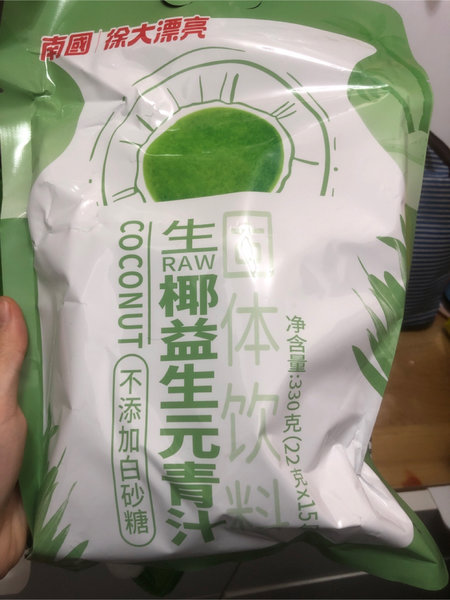 南國 徐大漂亮
固体饮料
生椰益生元青汁
RAW
COCONUT
不添加白砂糖
净含量:330克(22克x15